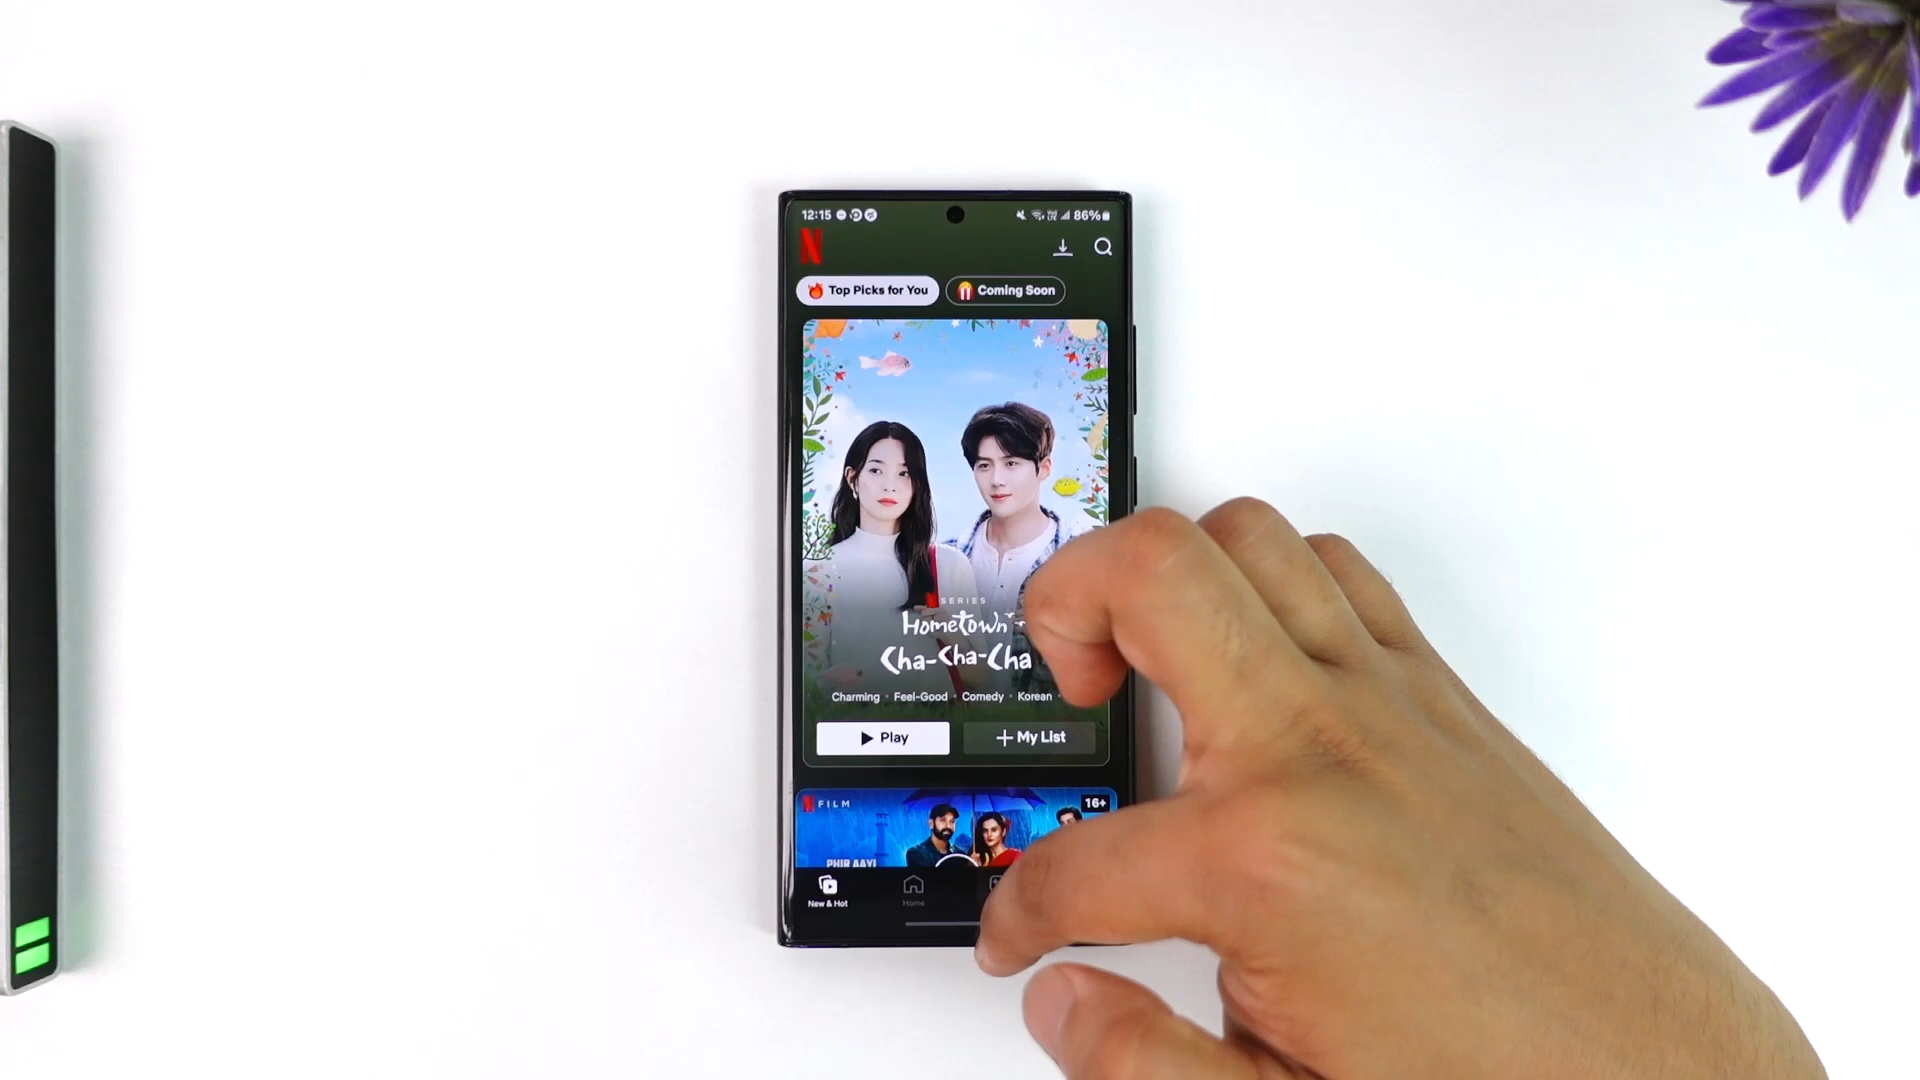 12:15 86%
N
Top Picks for You Coming Soon
N SERIES
Hometown
Cha-Cha-Cha
Charming • Feel-Good • Comedy • Korean
Play + My List
N FILM 16+
PHIR AAYI
New & Hot Home